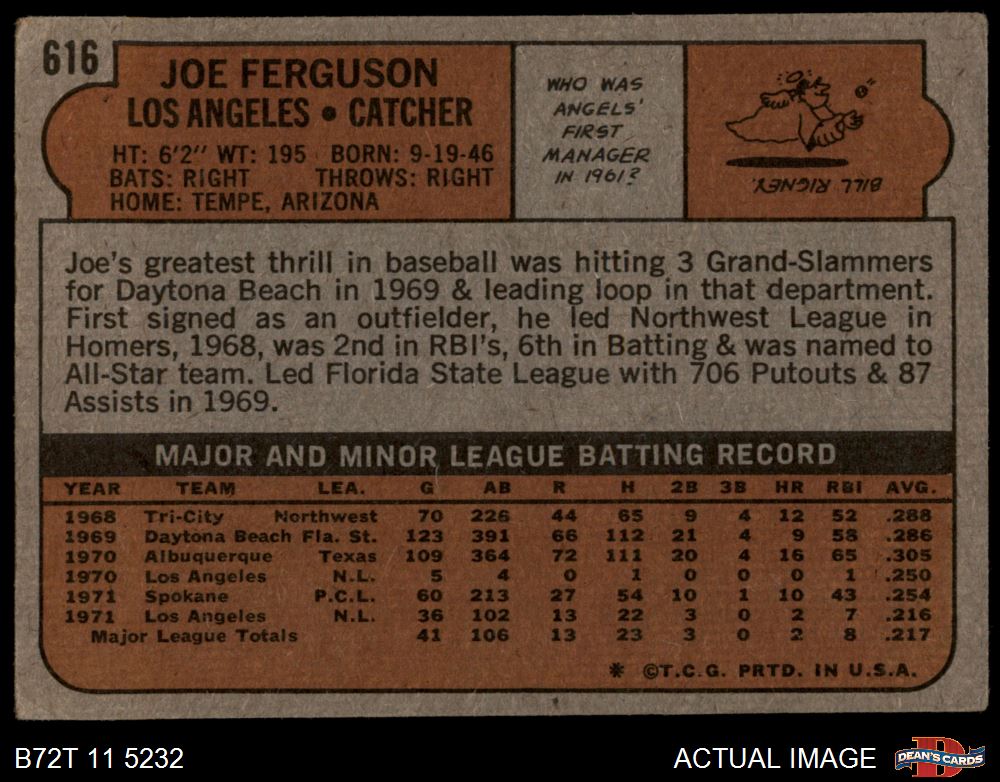 616
JOE FERGUSON
LOS ANGELES • CATCHER
HT: 6'2" WT: 195 BORN: 9-19-46
BATS: RIGHT THROWS: RIGHT
HOME: TEMPE, ARIZONA
WHO WAS
ANGELS'
FIRST
MANAGER
IN 1961?
BILL RIGNEY.
Joe's greatest thrill in baseball was hitting 3 Grand-Slammers
for Daytona Beach in 1969 & leading loop in that department.
First signed as an outfielder, he led Northwest League in
Homers, 1968, was 2nd in RBI's, 6th in Batting & was named to
All-Star team. Led Florida State League with 706 Putouts & 87
Assists in 1969.
MAJOR AND MINOR LEAGUE BATTING RECORD
YEAR TEAM LEA. G AB R H 2B 3B HR RBI AVG.
1968 Tri-City Northwest 70 226 44 65 9 4 12 52 .288
1969 Daytona Beach Fla. St. 123 391 66 112 21 4 9 58 .286
1970 Albuquerque Texas 109 364 72 111 20 4 16 65 .305
1970 Los Angeles N.L. 5 4 0 1 0 0 0 1 .250
1971 Spokane P.C.L. 60 213 27 54 10 1 10 43 .254
1971 Los Angeles N.L. 36 102 13 22 3 0 2 7 .216
Major League Totals 41 106 13 23 3 0 2 8 .217
* ©T.C.G. PRTD. IN U.S.A.
B72T 11 5232
ACTUAL IMAGE
D
DEAN'S CARDS